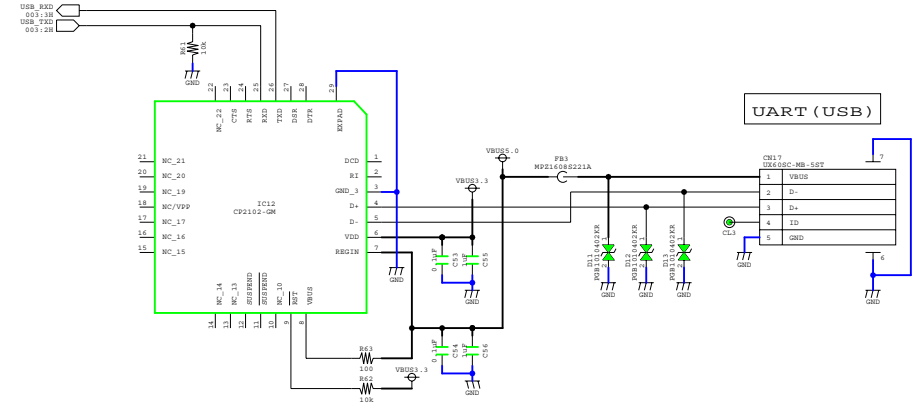 USB_RXD
003:3H
USB_TXD
003:2H
R61
10k
GND
22
23
24
25
26
27
28
29
NC_22
CTS
RTS
RXD
TXD
DSR
DTR
EXPAD
UART(USB)
21 NC_21
20 NC_20
19 NC_19
18 NC/VPP
17 NC_17
16 NC_16
15 NC_15
IC12
CP2102-GM
DCD 1
RI 2
GND_3 3
D+ 4
D- 5
VDD 6
REGIN 7
NC_14
NC_13
SUSPEND
SUSPEND
NC_10
RST
VBUS
14
13
12
11
10
9
8
GND
VBUS5.0
VBUS3.3
0.1uF
C53
1uF
C55
GND
FB3
MPZ1608S221A
CN17
UX60SC-MB-5ST
1 VBUS
2 D-
3 D+
4 ID
5 GND
7
6
CL3
GND
GND
D11
PGB1010402KR
1
2
GND
D12
PGB1010402KR
1
2
GND
D13
PGB1010402KR
1
2
GND
0.1uF
C54
1uF
C56
GND
R63
100
VBUS3.3
R62
10k